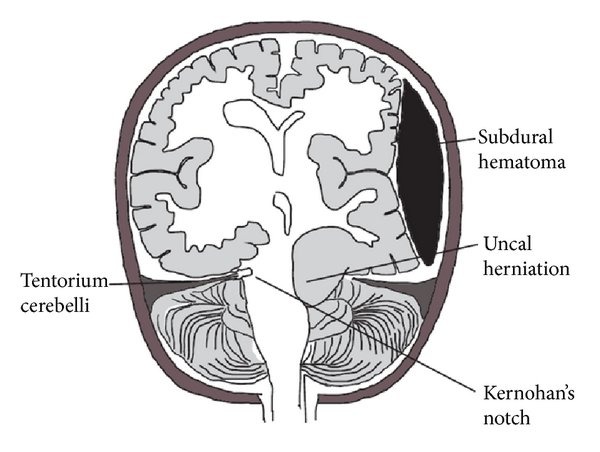 Subdural
hematoma
Uncal
herniation
Tentorium
cerebelli
Kernohan's
notch